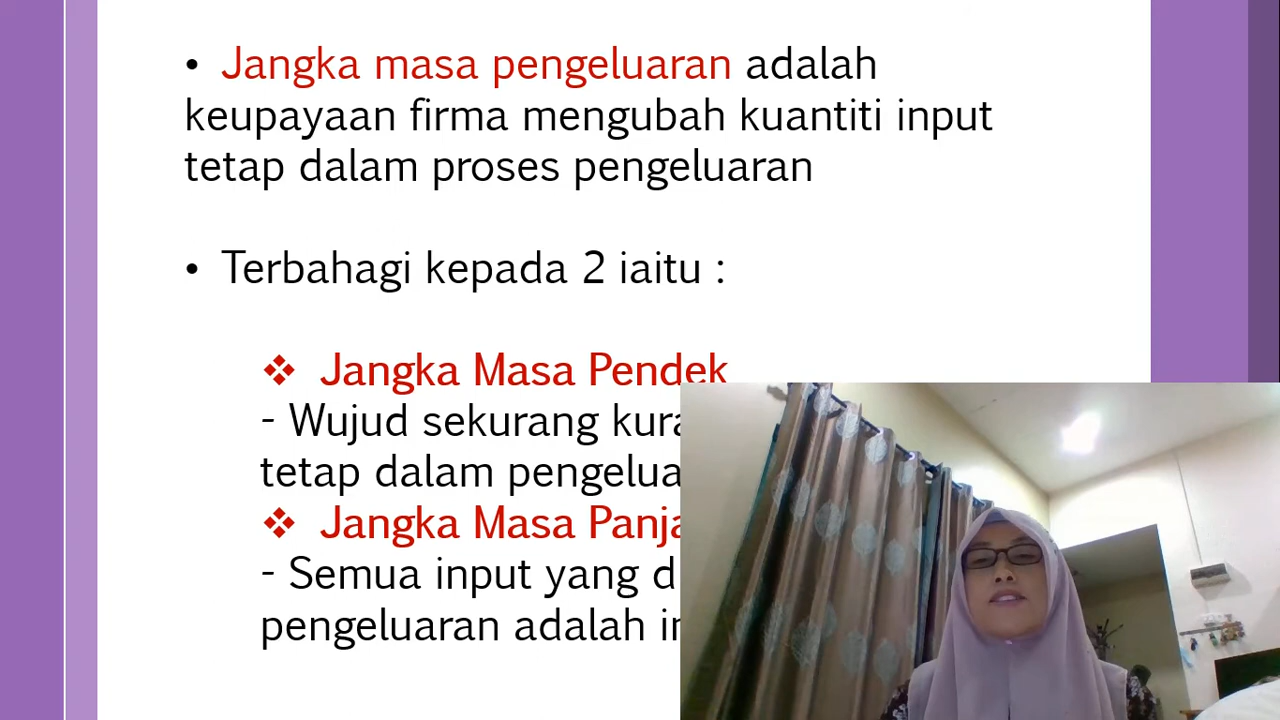 • Jangka masa pengeluaran adalah
keupayaan firma mengubah kuantiti input
tetap dalam proses pengeluaran
• Terbahagi kepada 2 iaitu :
❖ Jangka Masa Pendek
- Wujud sekurang
tetap dalam
❖ Jangka Masa
- Semua input yang
pengeluaran adalah